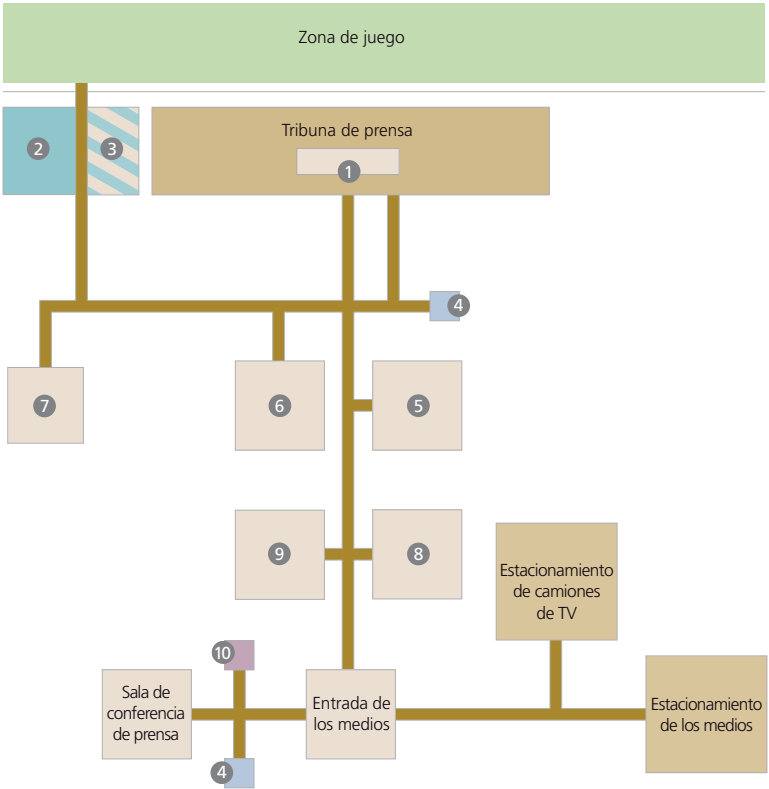 Zona de juego
2
3
Tribuna de prensa
1
4
7
6
5
9
8
Estacionamiento
de camiones
de TV
10
Sala de
conferencia
de prensa
Entrada de
los medios
Estacionamiento
de los medios
4